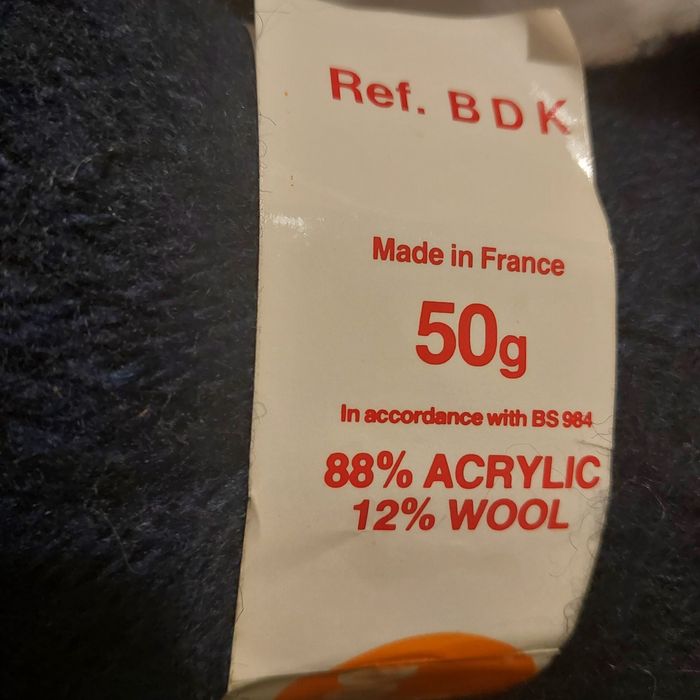 Ref. BDK
Made in France
50g
In accordance with BS 984
88% ACRYLIC
12% WOOL